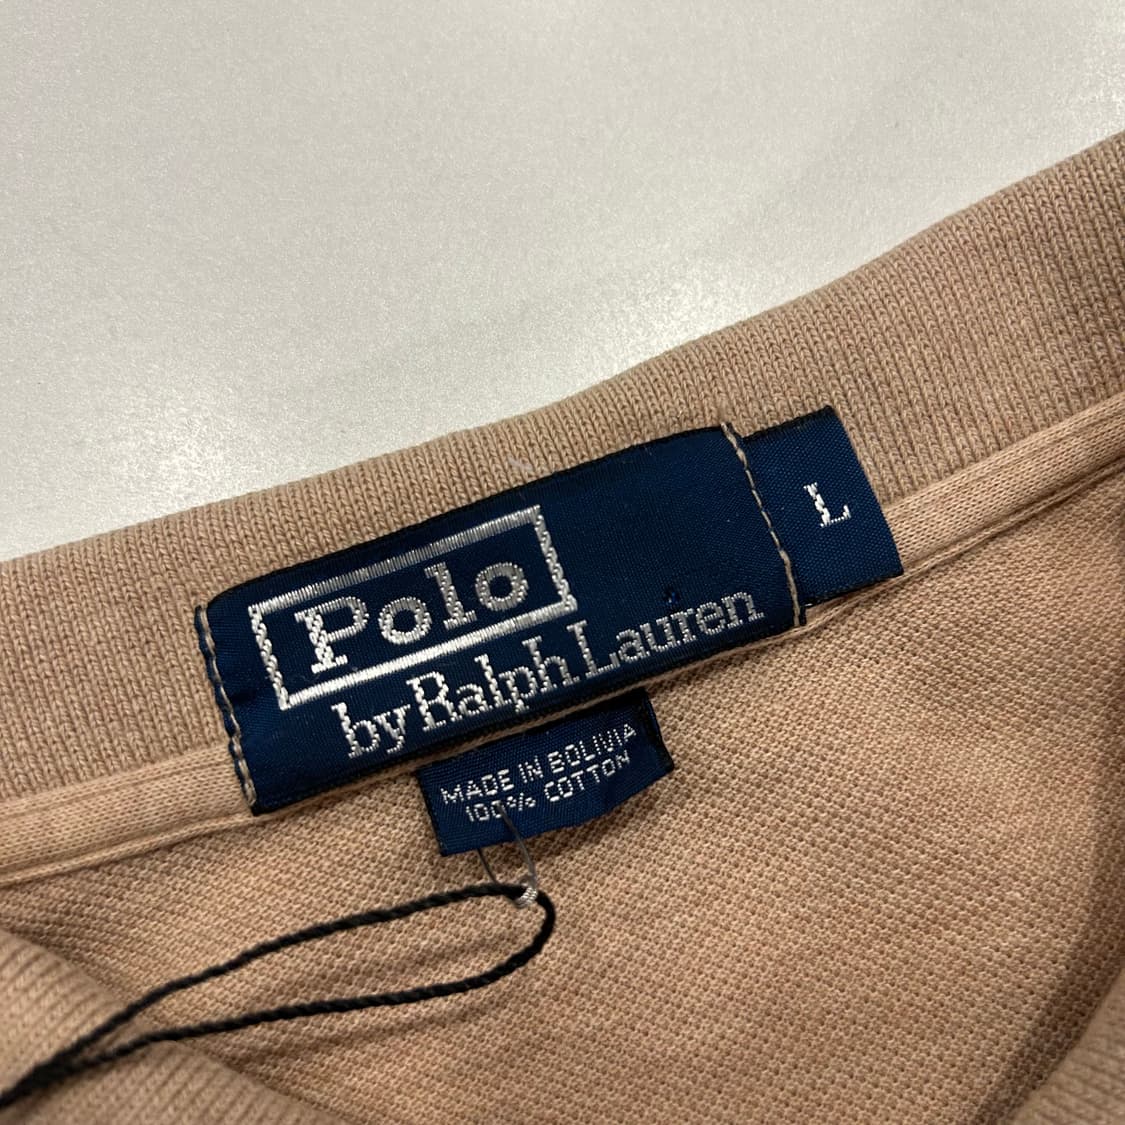 Polo
by Ralph Lauren
L
MADE IN BOLIVIA
100% COTTON